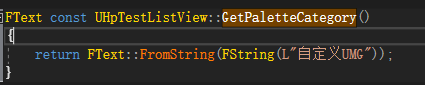 FText const UHpTestListView::GetPaletteCategory()
{
return FText::FromString(FString(L"自定义UMG"));
}